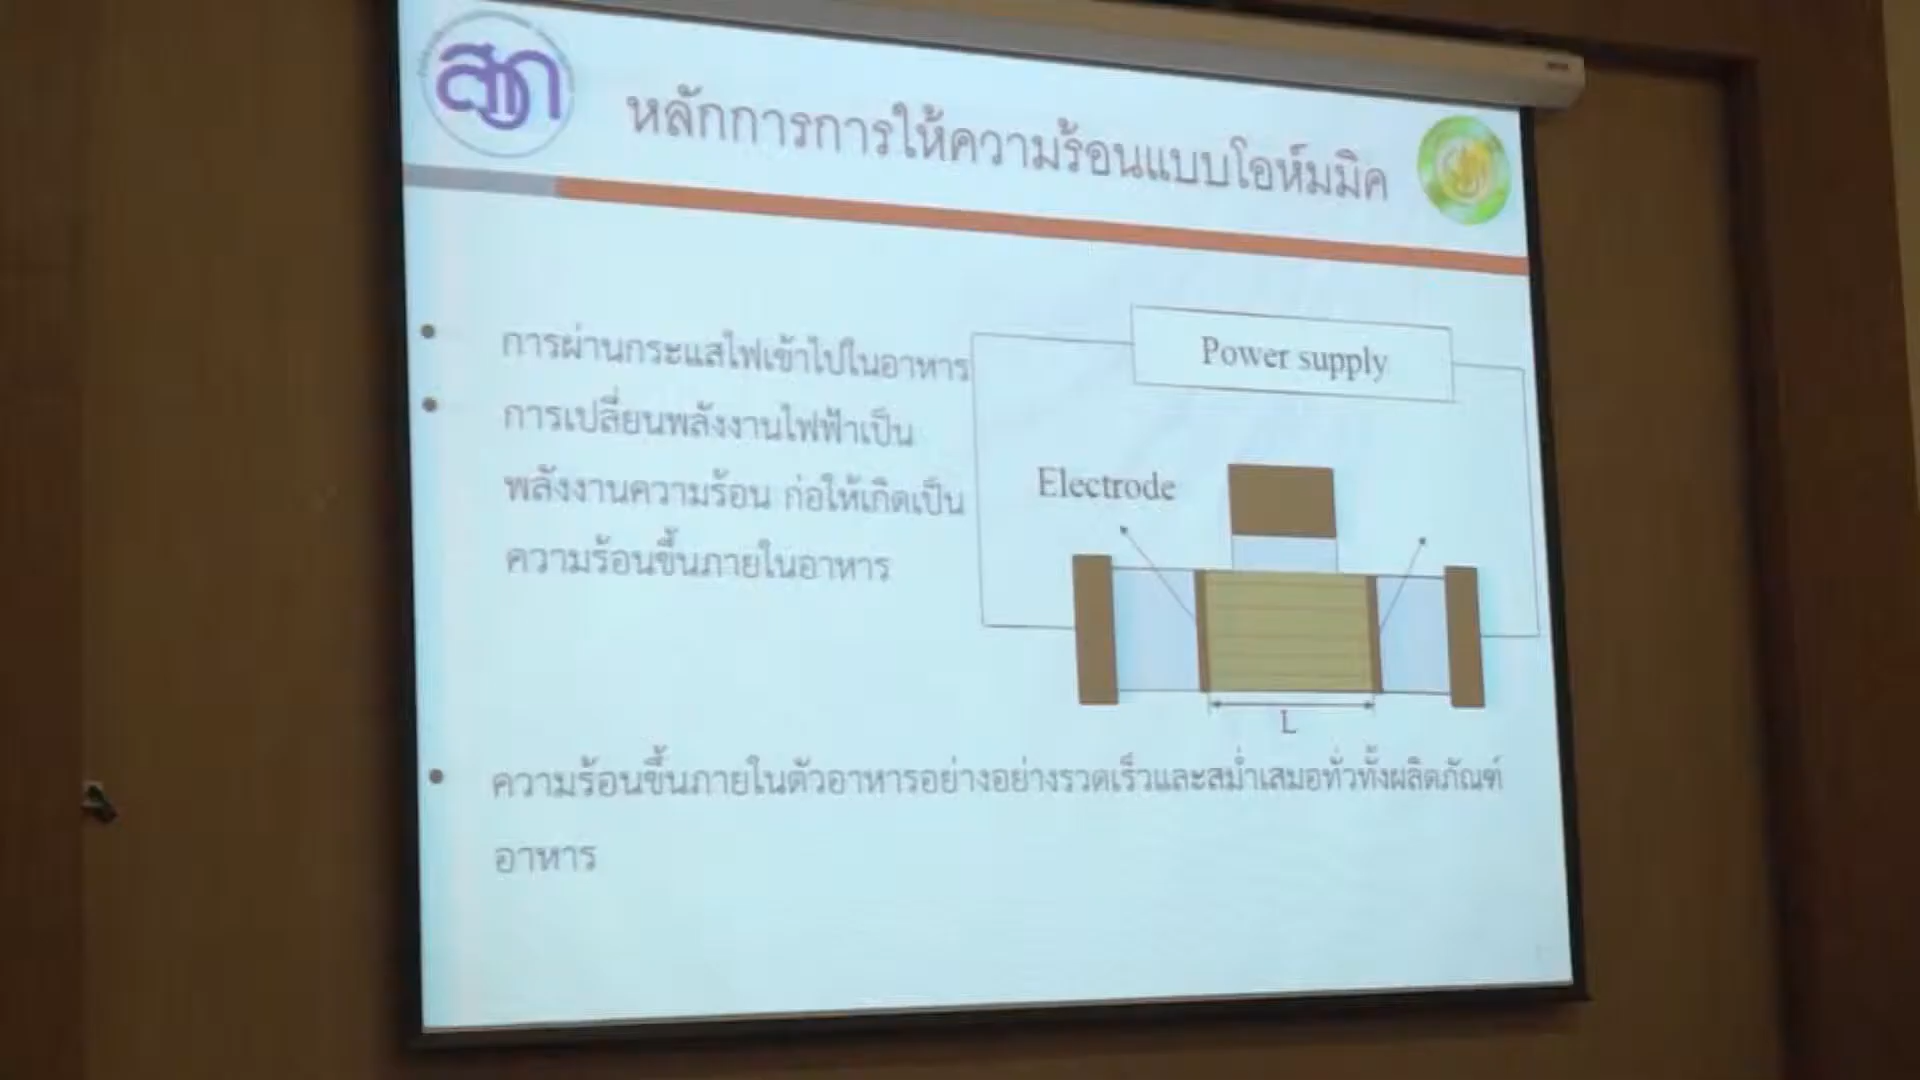 สกว
หลักการการให้ความร้อนแบบโอห์มมิค
• การผ่านกระแสไฟเข้าไปในอาหาร
• การเปลี่ยนพลังงานไฟฟ้าเป็น
พลังงานความร้อน ก่อให้เกิดเป็น
ความร้อนขึ้นภายในอาหาร
Power supply
Electrode
L
• ความร้อนขึ้นภายในตัวอาหารอย่างอย่างรวดเร็วและสม่ำเสมอทั่วทั้งผลิตภัณฑ์
อาหาร